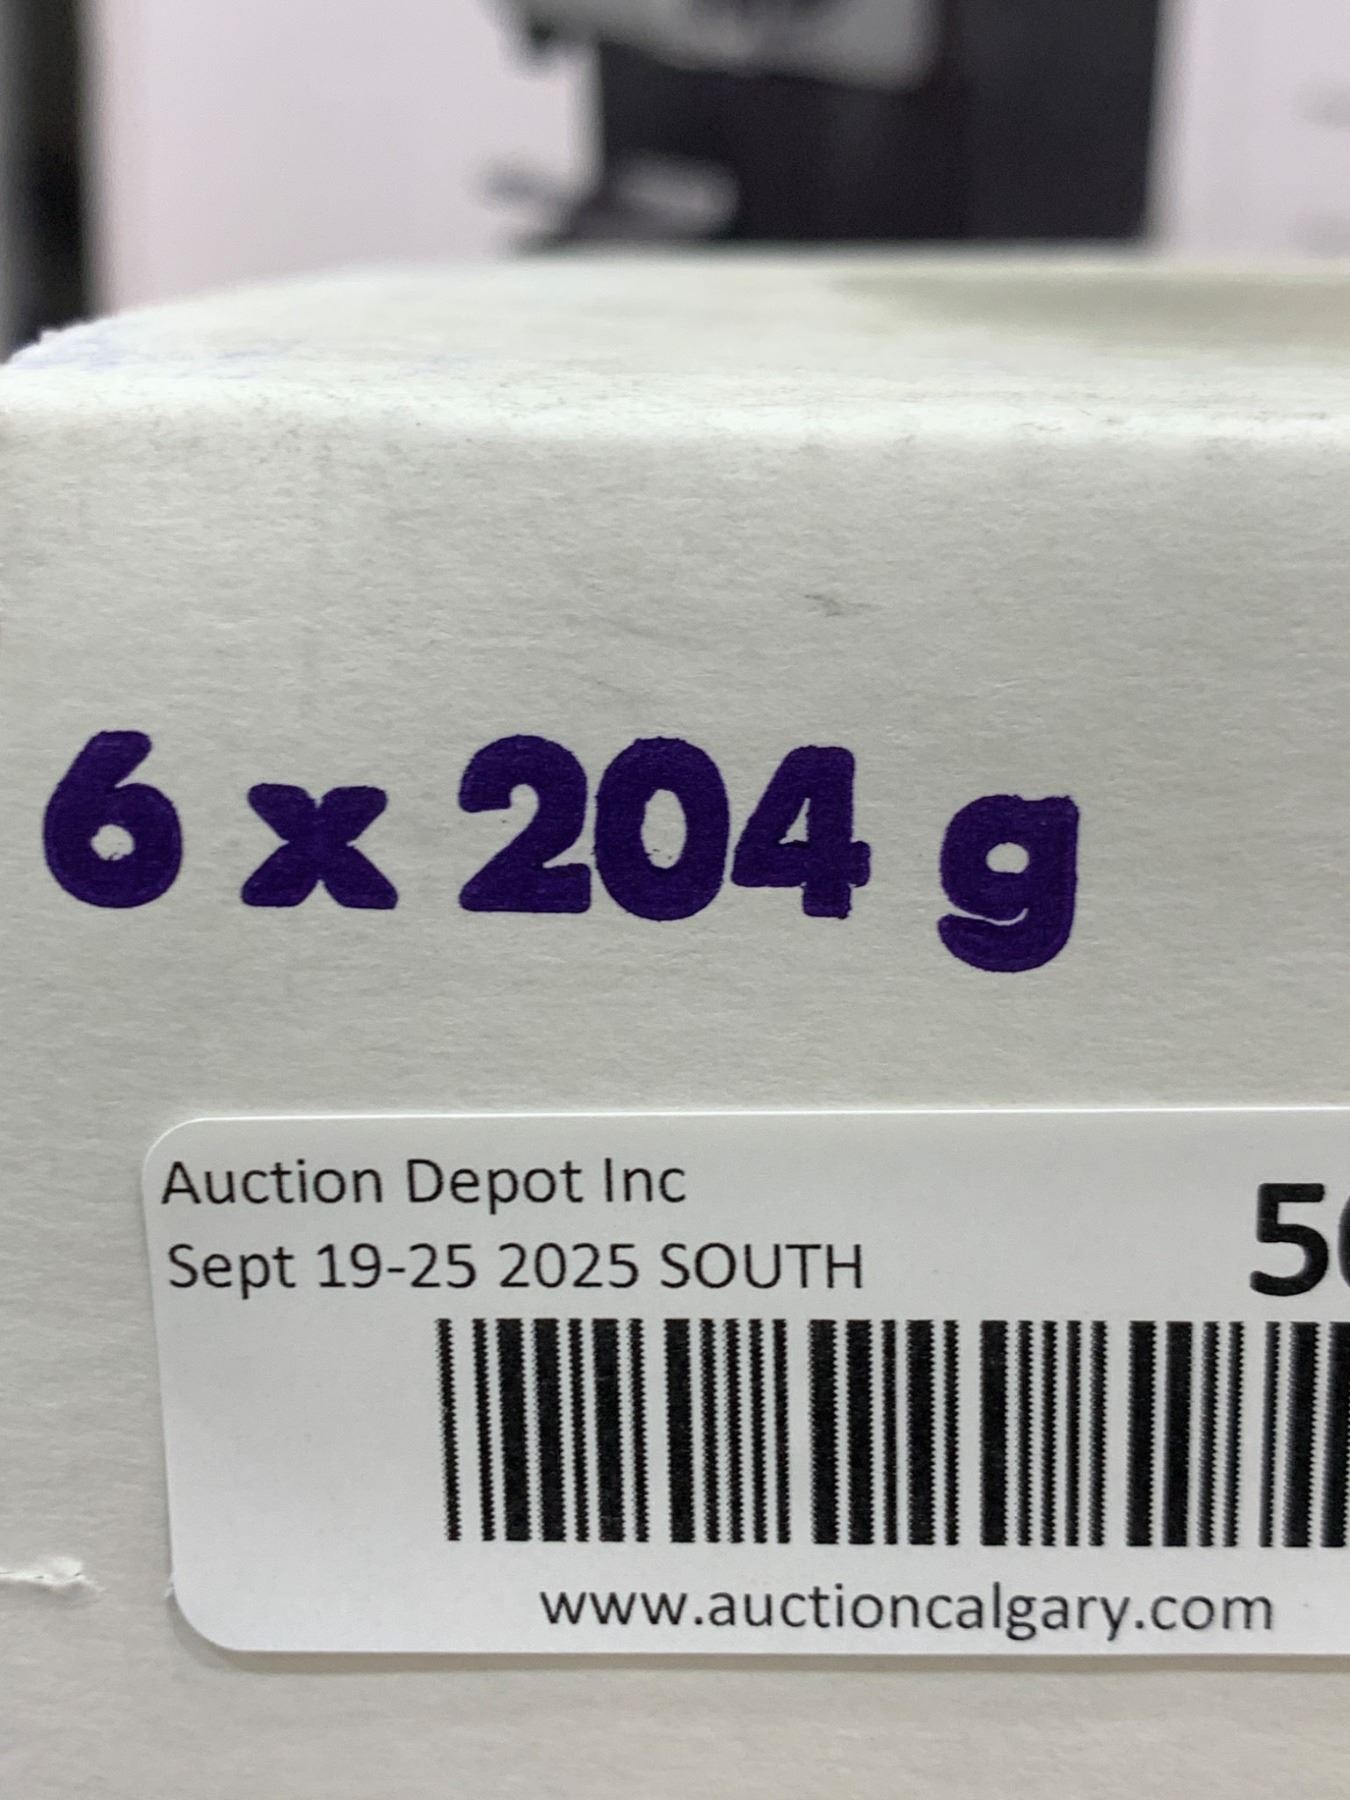 6 x 204 g
Auction Depot Inc
Sept 19-25 2025 SOUTH
www.auctioncalgary.com